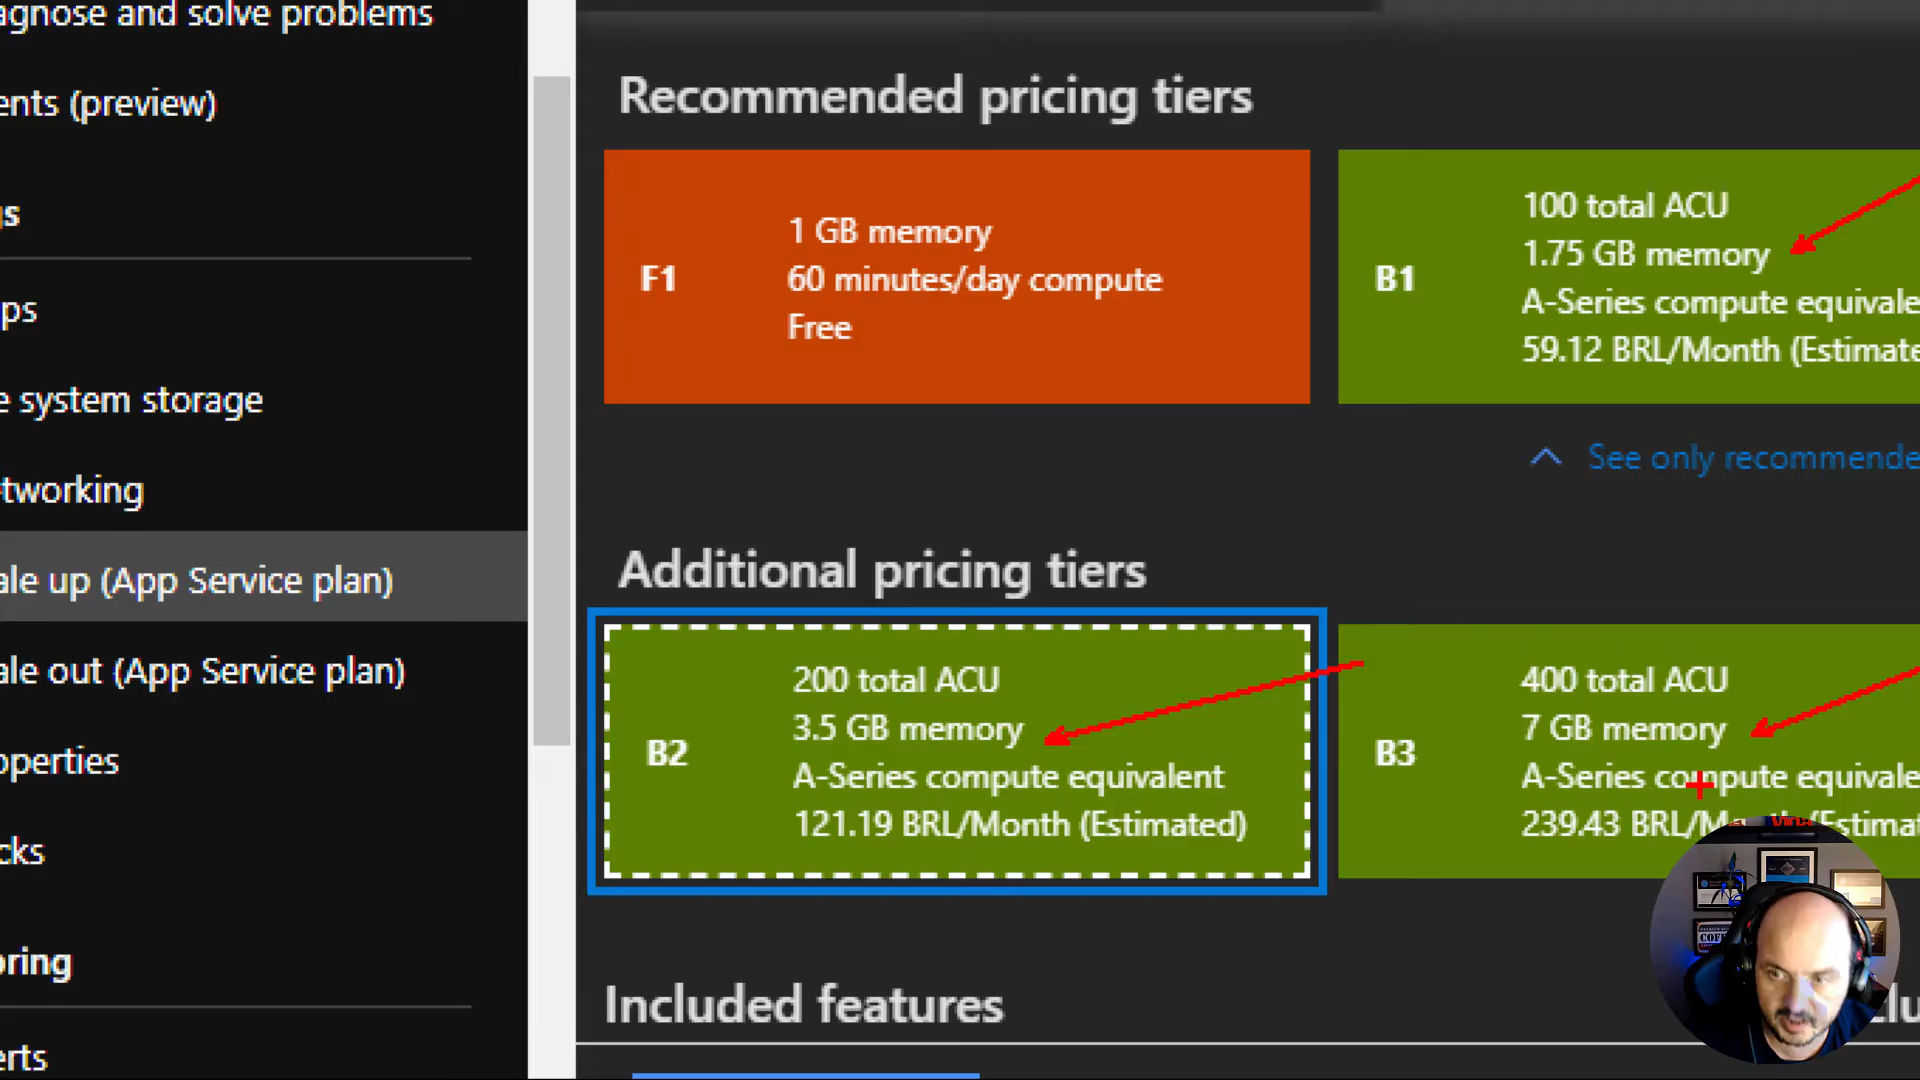 agnose and solve problems
ents (preview)
gs
ps
e system storage
tworking
ale up (App Service plan)
ale out (App Service plan)
operties
cks
oring
erts
Recommended pricing tiers
F1
1 GB memory
60 minutes/day compute
Free
B1
100 total ACU
1.75 GB memory
A-Series compute equivale
59.12 BRL/Month (Estimate
See only recommende
Additional pricing tiers
B2
200 total ACU
3.5 GB memory
A-Series compute equivalent
121.19 BRL/Month (Estimated)
B3
400 total ACU
7 GB memory
A-Series compute equivale
239.43 BRL/M (Estimat
Included features